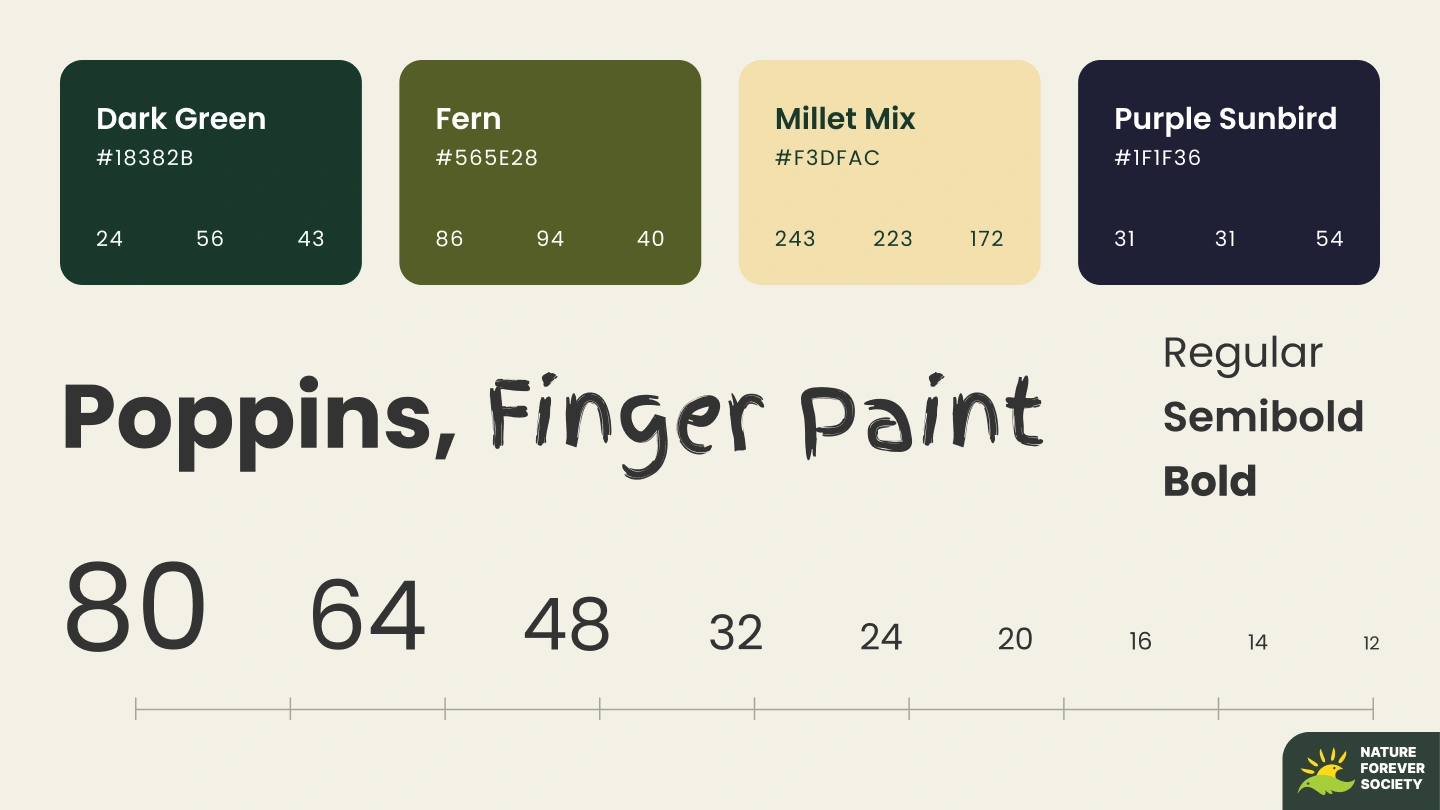 Dark Green
#18382B
24 56 43
Fern
#565E28
86 94 40
Millet Mix
#F3DFAC
243 223 172
Purple Sunbird
#1F1F36
31 31 54
Poppins, Finger Paint
Regular
Semibold
Bold
80 64 48 32 24 20 16 14 12
NATURE
FOREVER
SOCIETY